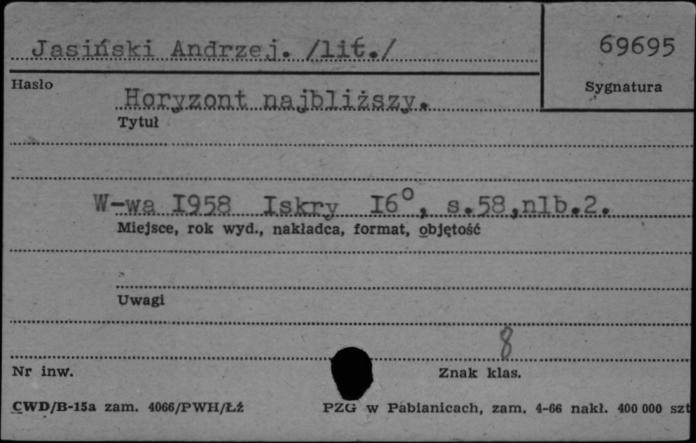 Jasiński Andrzej. /lit./
69695
Hasło
Sygnatura
Horyzont najbliższy.
Tytuł
W-wa 1958 Iskry 16°, s.58,nlb.2.
Miejsce, rok wyd., nakładca, format, objętość
Uwagi
8
Nr inw.
Znak klas.
CWD/B-15a zam. 4066/PWH/Łź
PZG w Pabianicach, zam. 4-66 nakł. 400 000 szt